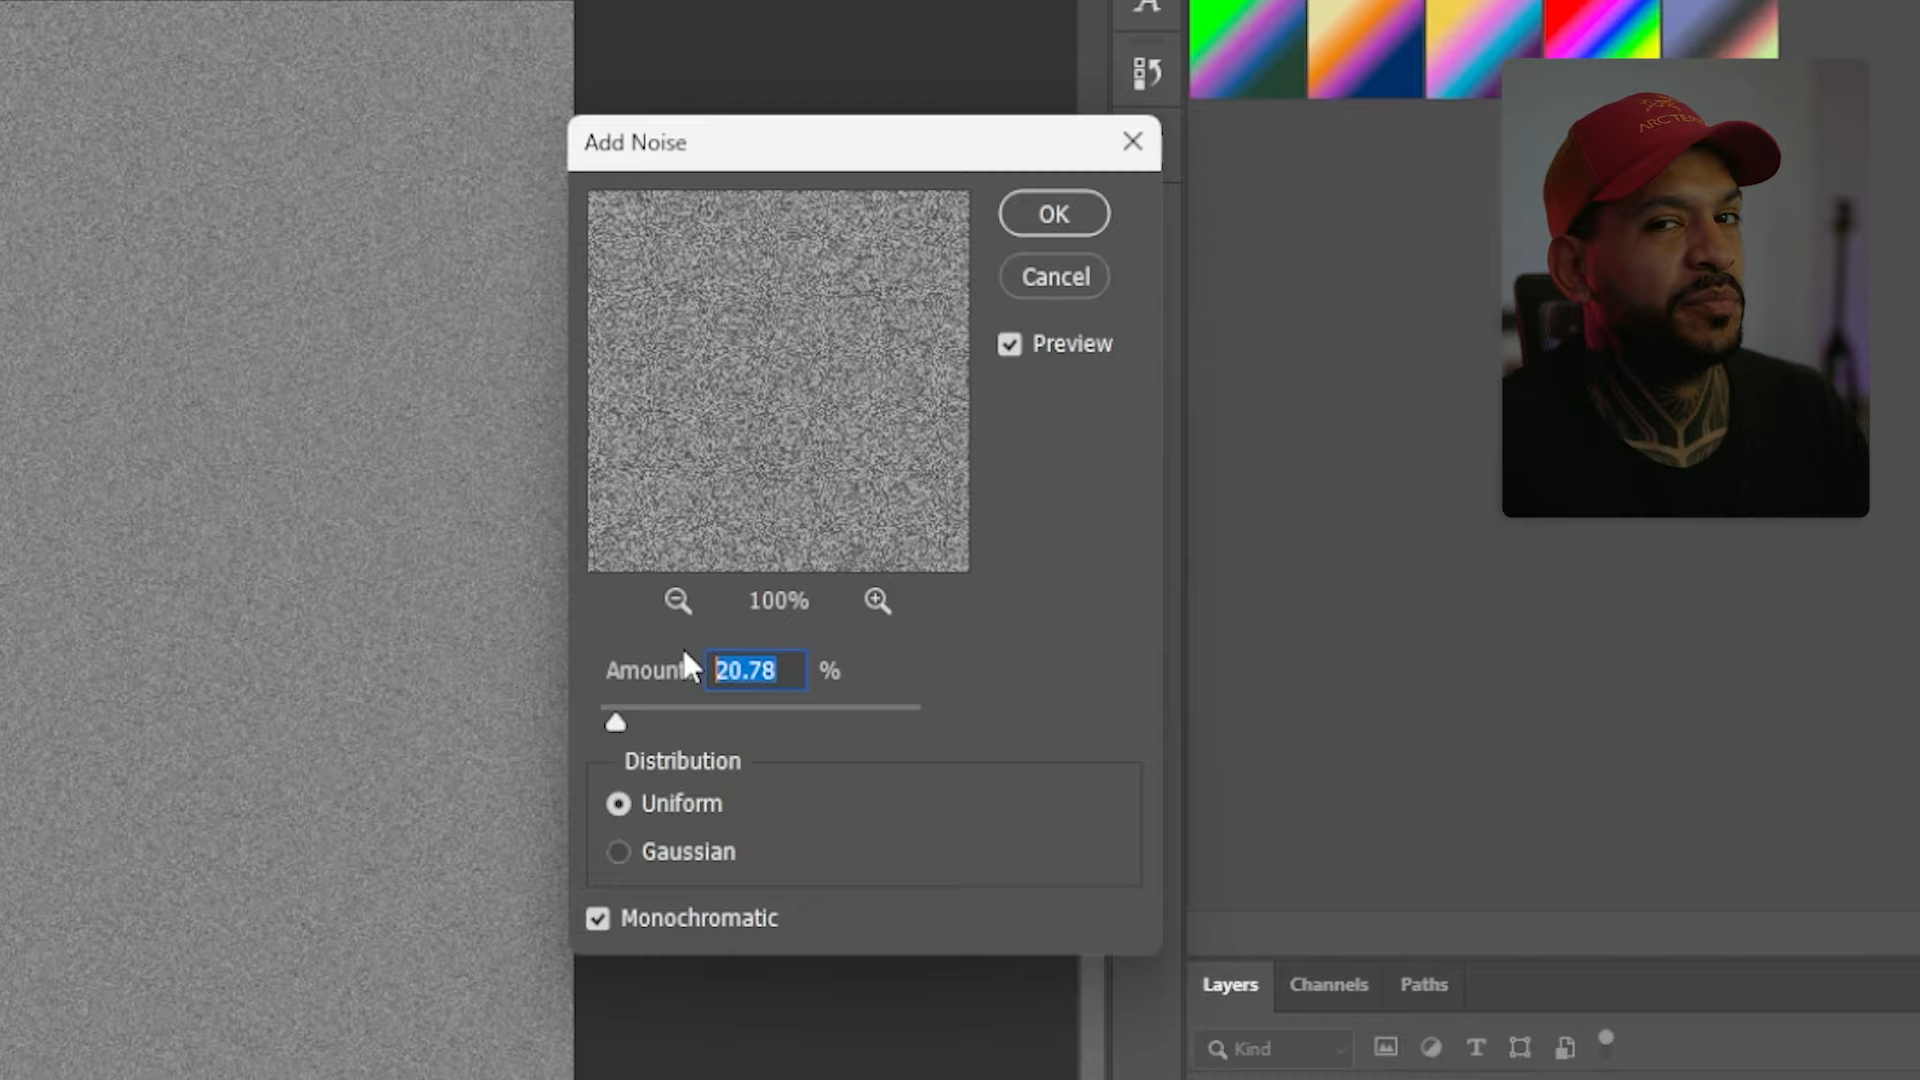 Add Noise
OK
Cancel
Preview
100%
Amount
20.78
%
Distribution
Uniform
Gaussian
Monochromatic
Layers
Channels
Paths
Kind